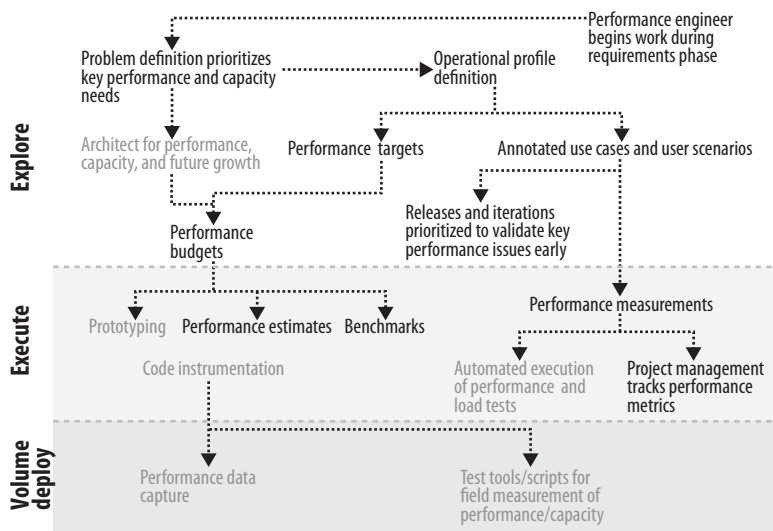 Performance engineer
begins work during
requirements phase
Problem definition prioritizes
key performance and capacity
needs
Operational profile
definition
Explore
Architect for performance,
capacity, and future growth
Performance targets
Annotated use cases and user scenarios
Releases and iterations
prioritized to validate key
performance issues early
Performance
budgets
Execute
Performance measurements
Prototyping
Performance estimates
Benchmarks
Code instrumentation
Automated execution
of performance and
load tests
Project management
tracks performance
metrics
Volume
deploy
Performance data
capture
Test tools/scripts for
field measurement of
performance/capacity